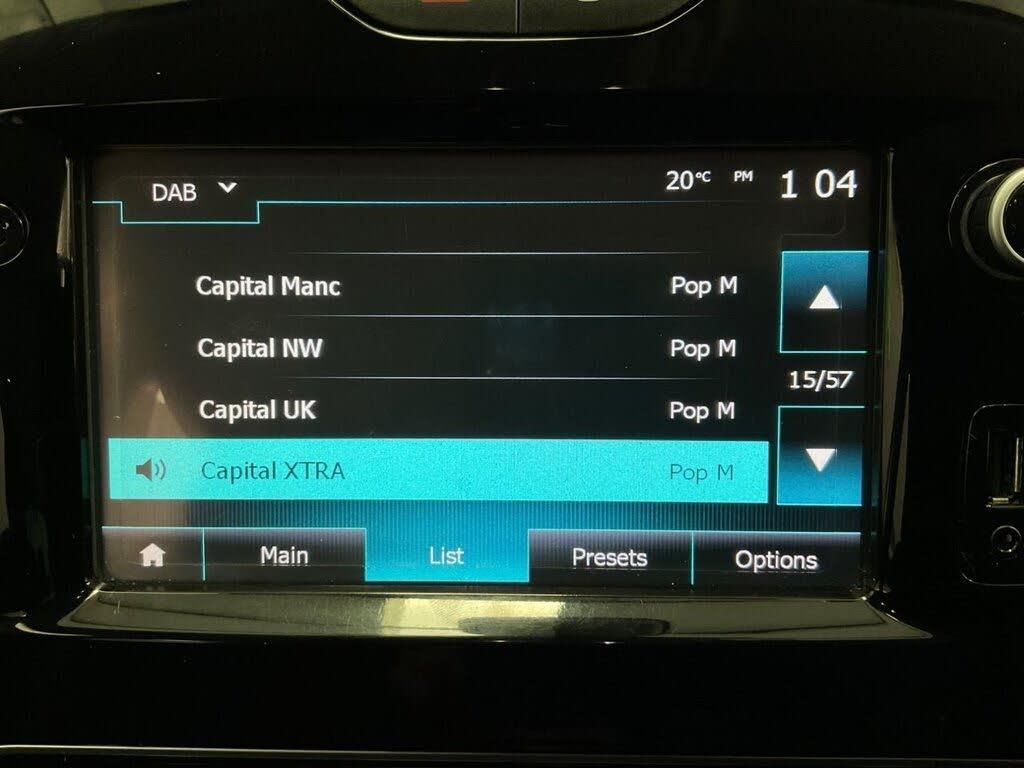 DAB 20°C PM 1 04
Capital Manc Pop M
Capital NW Pop M
15/57
Capital UK Pop M
Capital XTRA Pop M
Main List Presets Options